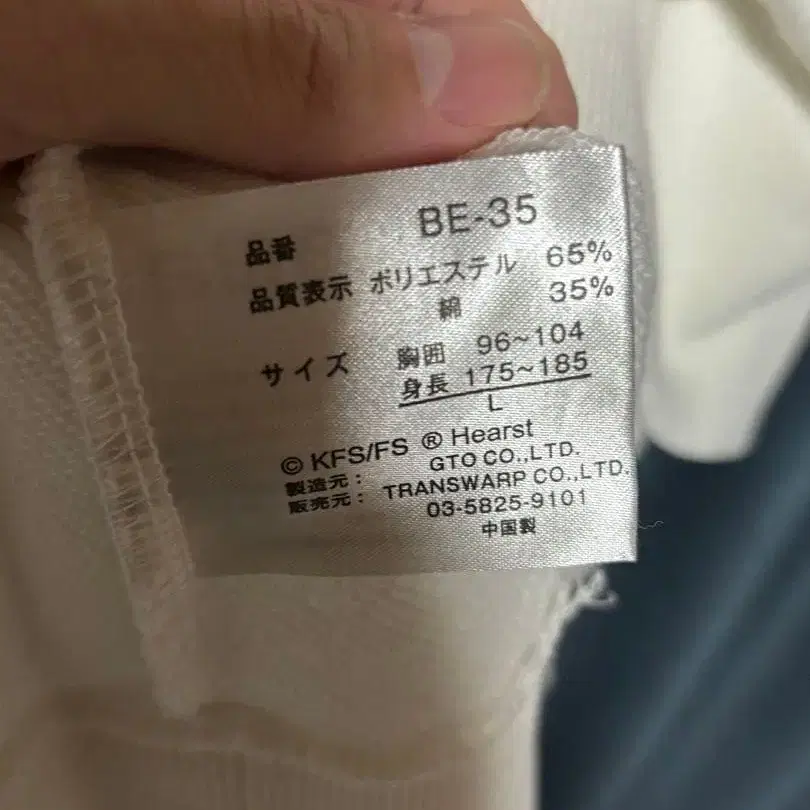 品番 BE-35
品質表示 ポリエステル 65%
綿 35%
サイズ 胸囲 96~104
身長 175~185
L
© KFS/FS ® Hearst
製造元: GTO CO.,LTD.
販売元: TRANSWARP CO.,LTD.
03-5825-9101
中国製